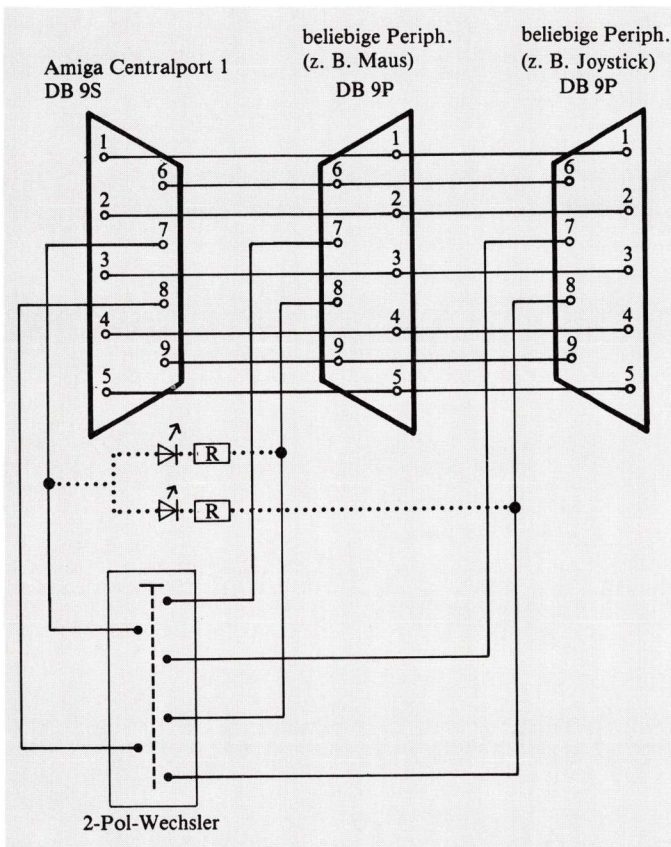 Amiga Centralport 1
DB 9S
beliebige Periph.
(z. B. Maus)
DB 9P
beliebige Periph.
(z. B. Joystick)
DB 9P
1
6
2
7
3
8
4
9
5
1
6
2
7
3
8
4
9
5
1
6
2
7
3
8
4
9
5
R
R
2-Pol-Wechsler